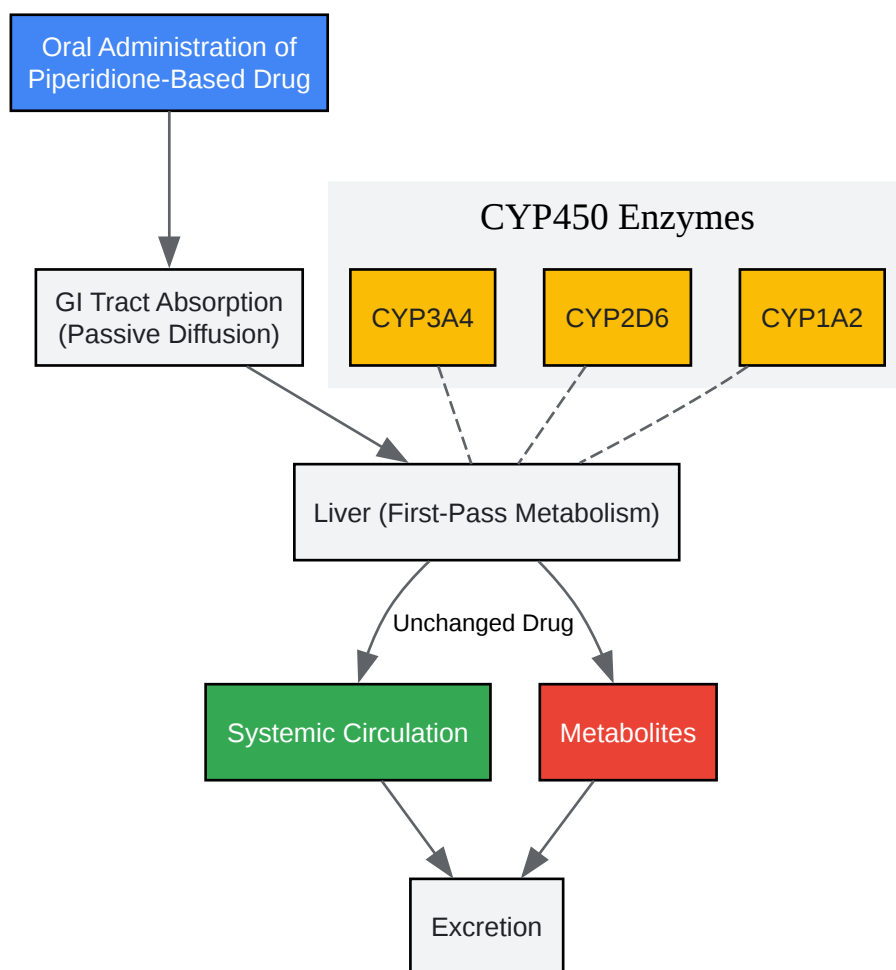 Oral Administration of
Piperidione-Based Drug
CYP450 Enzymes
GI Tract Absorption
(Passive Diffusion)
CYP3A4
CYP2D6
CYP1A2
Liver (First-Pass Metabolism)
Unchanged Drug
Systemic Circulation
Metabolites
Excretion